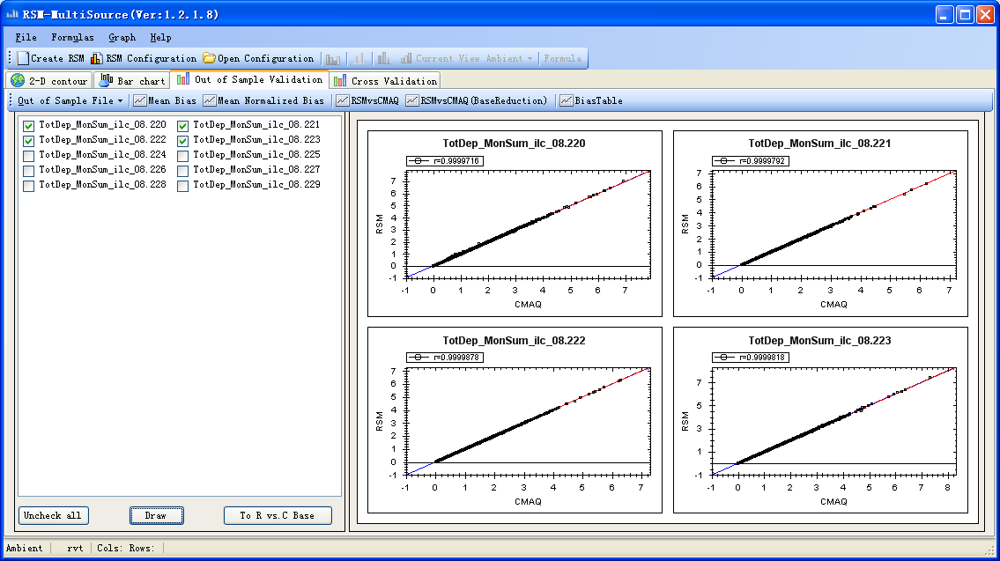 RSM-MultiSource(Ver:1.2.1.8)
File Formulas Graph Help
Create RSM RSM Configuration Open Configuration Current View Ambient Formula
2-D contour Bar chart Out of Sample Validation Cross Validation
Out of Sample File Mean Bias Mean Normalized Bias RSMvsCMAQ RSMvsCMAQ(BaseReduction) BiasTable
TotDep_MonSum_ilc_08.220 TotDep_MonSum_ilc_08.221
TotDep_MonSum_ilc_08.222 TotDep_MonSum_ilc_08.223
TotDep_MonSum_ilc_08.224 TotDep_MonSum_ilc_08.225
TotDep_MonSum_ilc_08.226 TotDep_MonSum_ilc_08.227
TotDep_MonSum_ilc_08.228 TotDep_MonSum_ilc_08.229
Uncheck all Draw To R vs.C Base
TotDep_MonSum_ilc_08.220
r=0.9999716
7
6
5
4
3
2
1
0
-1
RSM
-1 0 1 2 3 4 5 6 7
CMAQ
TotDep_MonSum_ilc_08.221
r=0.9999792
7
6
5
4
3
2
1
0
-1
RSM
-1 0 1 2 3 4 5 6 7
CMAQ
TotDep_MonSum_ilc_08.222
r=0.9999878
7
6
5
4
3
2
1
0
-1
RSM
-1 0 1 2 3 4 5 6 7
CMAQ
TotDep_MonSum_ilc_08.223
r=0.9999818
7
5
3
1
-1
RSM
-1 0 1 2 3 4 5 6 7 8
CMAQ
Ambient rvt Cols: Rows: